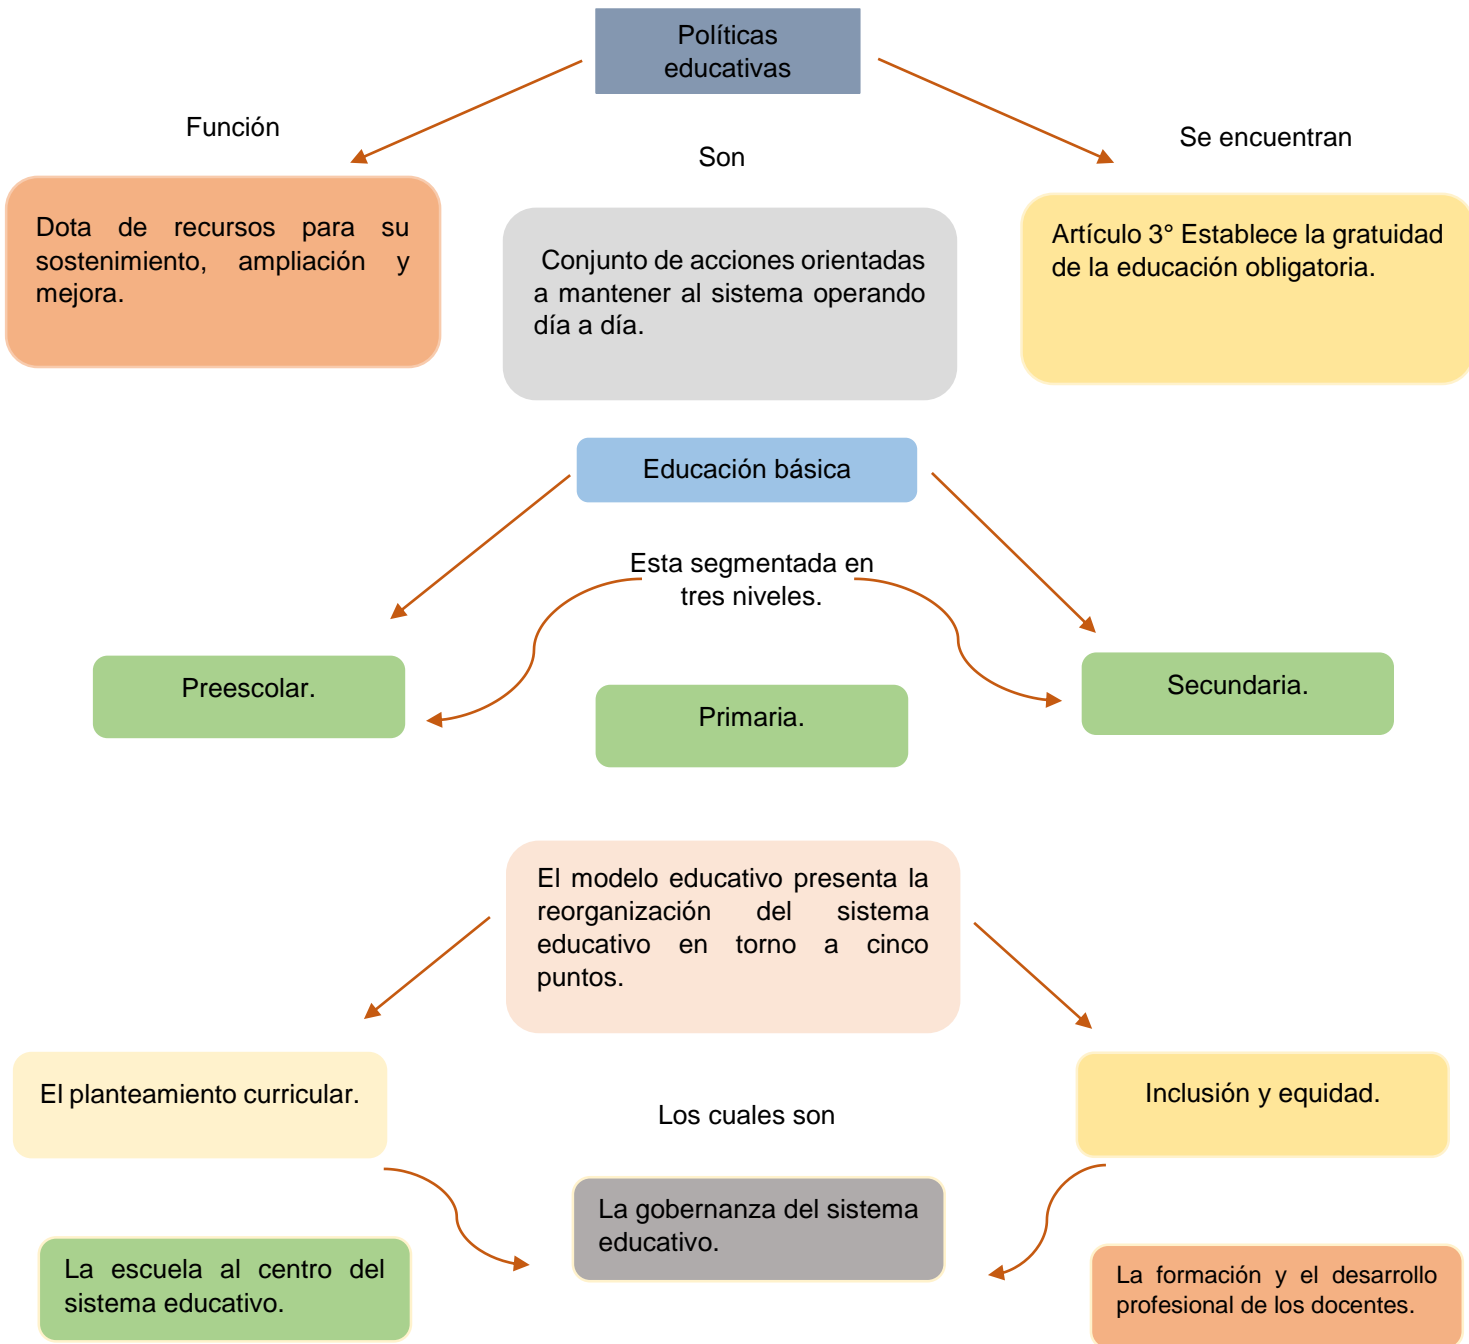 Políticas
educativas
Función
Son
Se encuentran
Dota de recursos para su
sostenimiento, ampliación y
mejora.
Conjunto de acciones orientadas
a mantener al sistema operando
día a día.
Artículo 3° Establece la gratuidad
de la educación obligatoria.
Educación básica
Esta segmentada en
tres niveles.
Preescolar.
Primaria.
Secundaria.
El modelo educativo presenta la
reorganización del sistema
educativo en torno a cinco
puntos.
El planteamiento curricular.
Los cuales son
Inclusión y equidad.
La escuela al centro del
sistema educativo.
La gobernanza del sistema
educativo.
La formación y el desarrollo
profesional de los docentes.